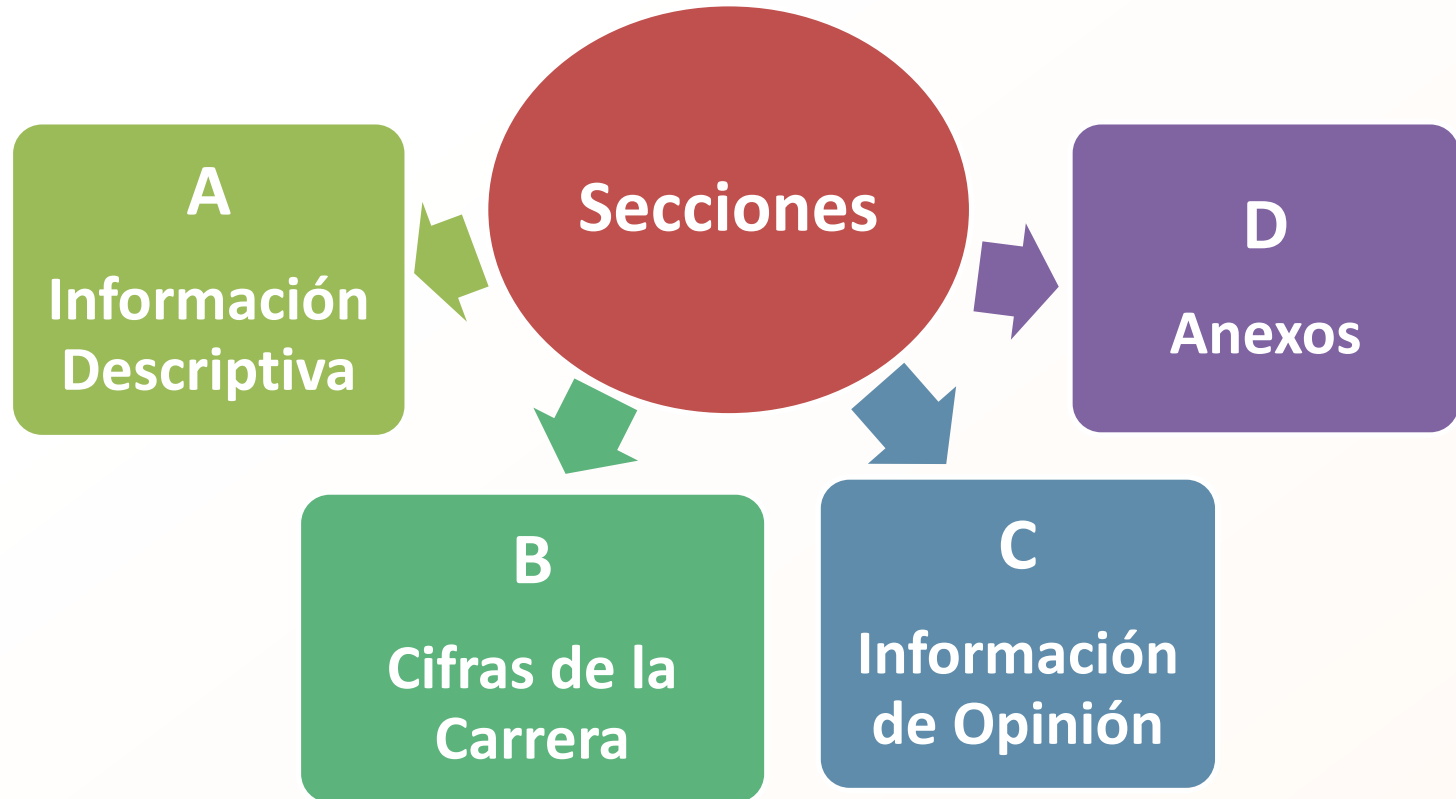 Secciones
A
Información
Descriptiva
B
Cifras de la
Carrera
C
Información
de Opinión
D
Anexos